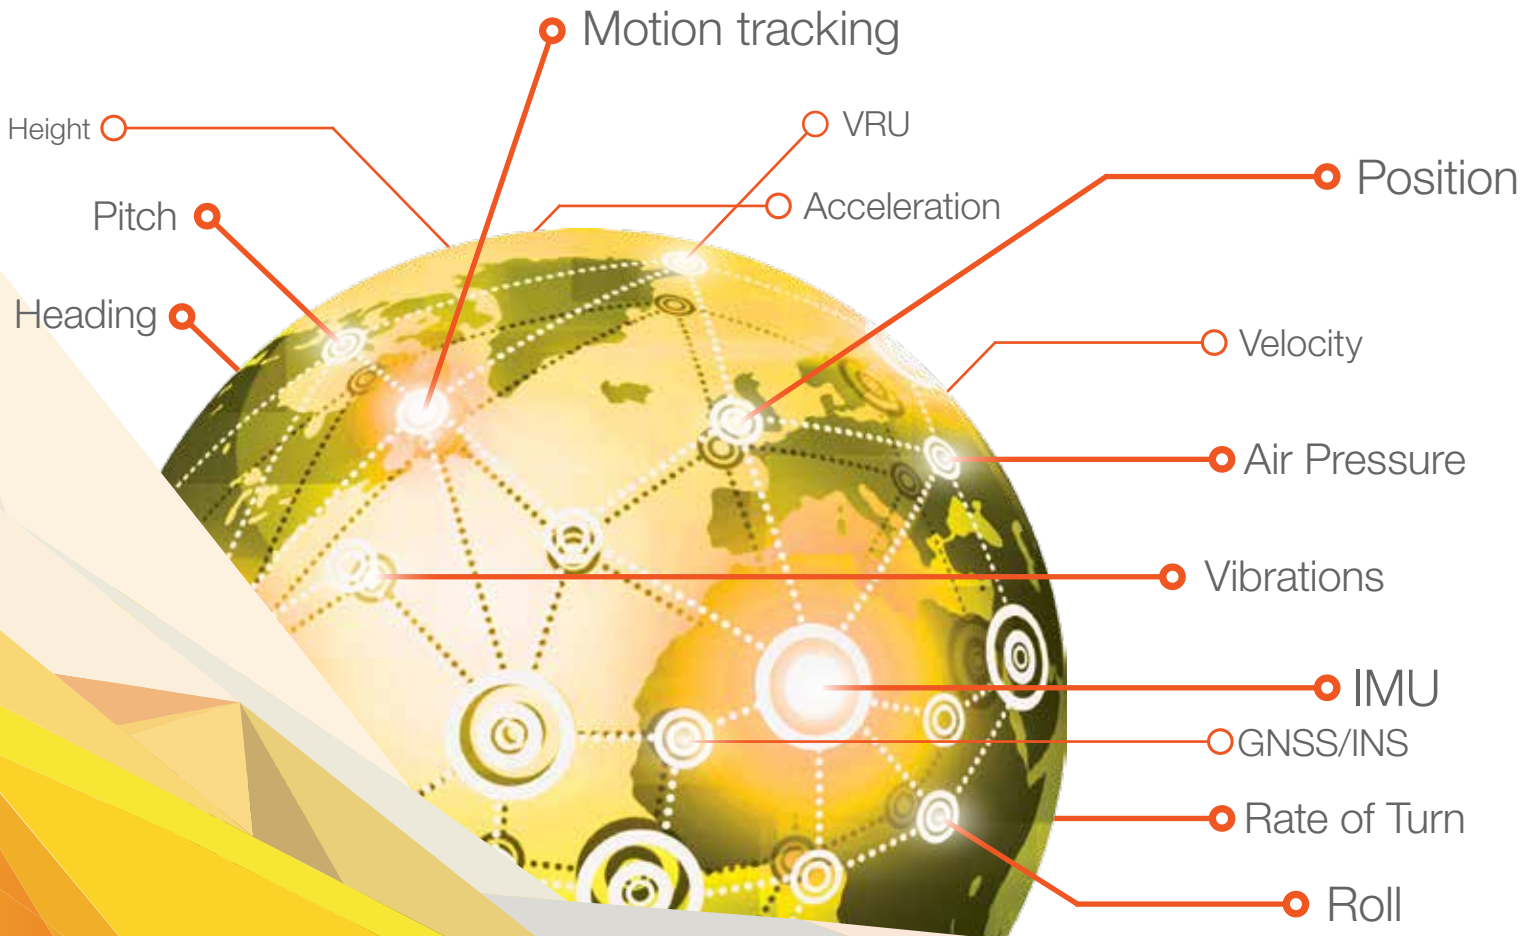 Motion tracking
Height
VRU
Position
Acceleration
Pitch
Heading
Velocity
Air Pressure
Vibrations
IMU
GNSS/INS
Rate of Turn
Roll